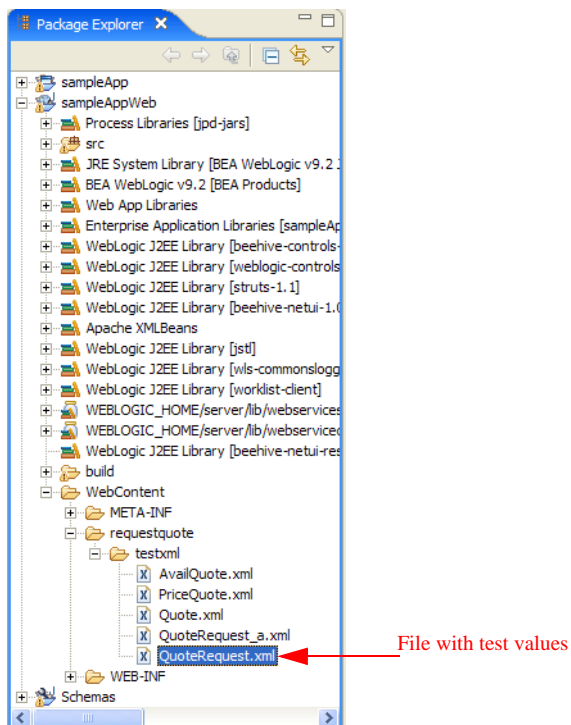 Package Explorer
sampleApp
sampleAppWeb
Process Libraries [jpd-jars]
src
JRE System Library [BEA WebLogic v9.2 J
BEA WebLogic v9.2 [BEA Products]
Web App Libraries
Enterprise Application Libraries [sampleAp
WebLogic J2EE Library [beehive-controls-
WebLogic J2EE Library [weblogic-controls
WebLogic J2EE Library [struts-1.1]
WebLogic J2EE Library [beehive-netui-1.0
Apache XMLBeans
WebLogic J2EE Library [jstl]
WebLogic J2EE Library [wls-commonslogg
WebLogic J2EE Library [worklist-client]
WEBLOGIC_HOME/server/lib/webservices
WEBLOGIC_HOME/server/lib/webservicec
WebLogic J2EE Library [beehive-netui-res
build
WebContent
META-INF
requestquote
testxml
AvailQuote.xml
PriceQuote.xml
Quote.xml
QuoteRequest_a.xml
QuoteRequest.xml
File with test values
WEB-INF
Schemas